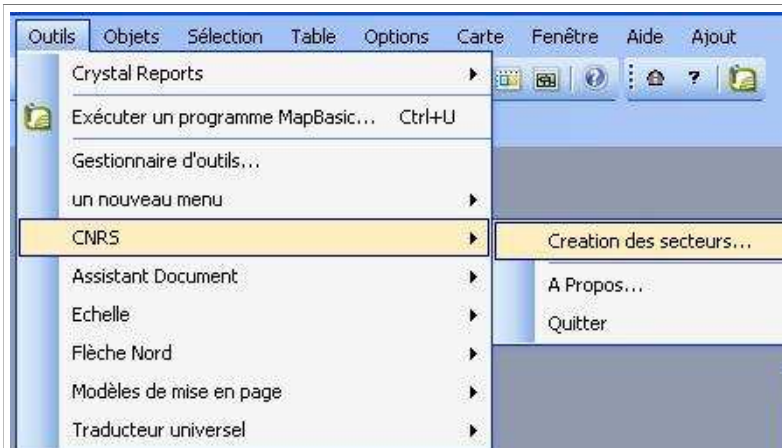 Outils Objets Sélection Table Options Carte Fenêtre Aide Ajout
Crystal Reports
Exécuter un programme MapBasic... Ctrl+U
Gestionnaire d'outils...
un nouveau menu
CNRS
Creation des secteurs...
Assistant Document
A Propos...
Echelle
Quitter
Flèche Nord
Modèles de mise en page
Traducteur universel